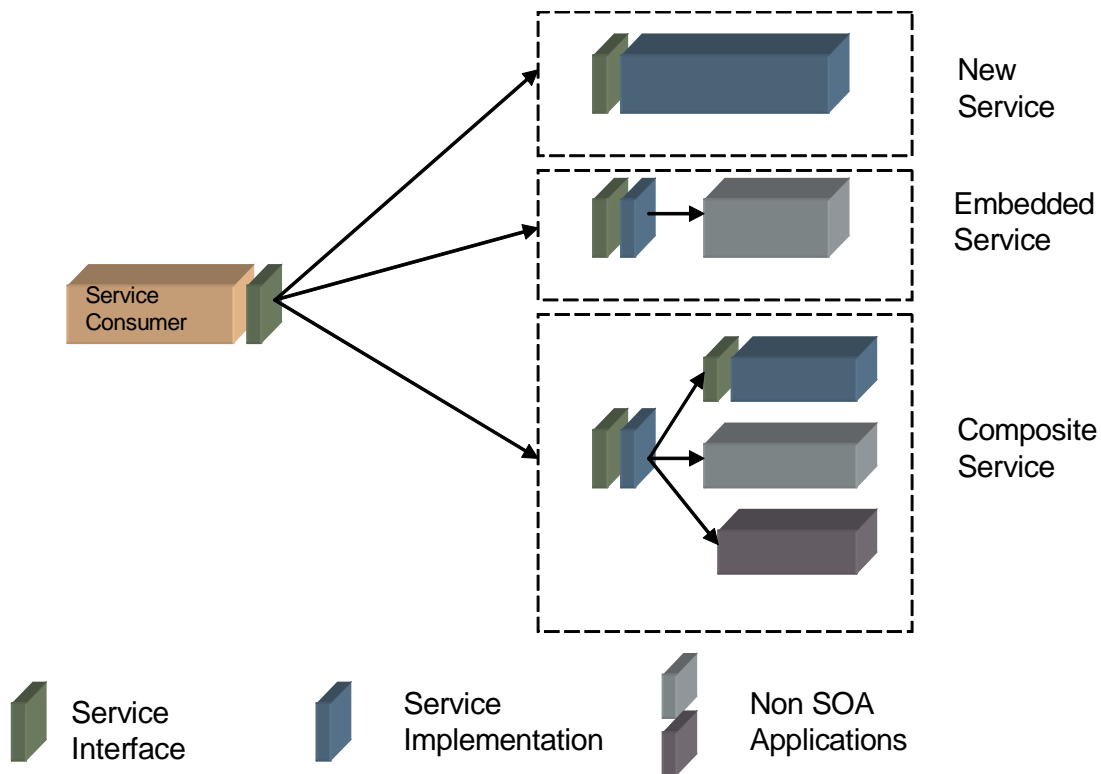 New
Service
Embedded
Service
Service
Consumer
Composite
Service
Service
Interface
Service
Implementation
Non SOA
Applications